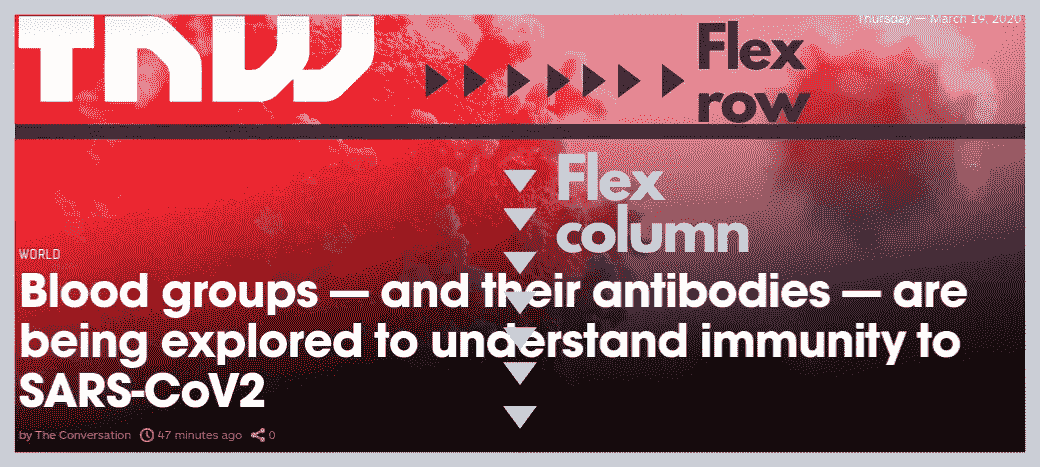 TNW
Thursday — March 19, 2020
Flex
row
Flex
column
WORLD
Blood groups — and their antibodies — are
being explored to understand immunity to
SARS-CoV2
by The Conversation 47 minutes ago 0